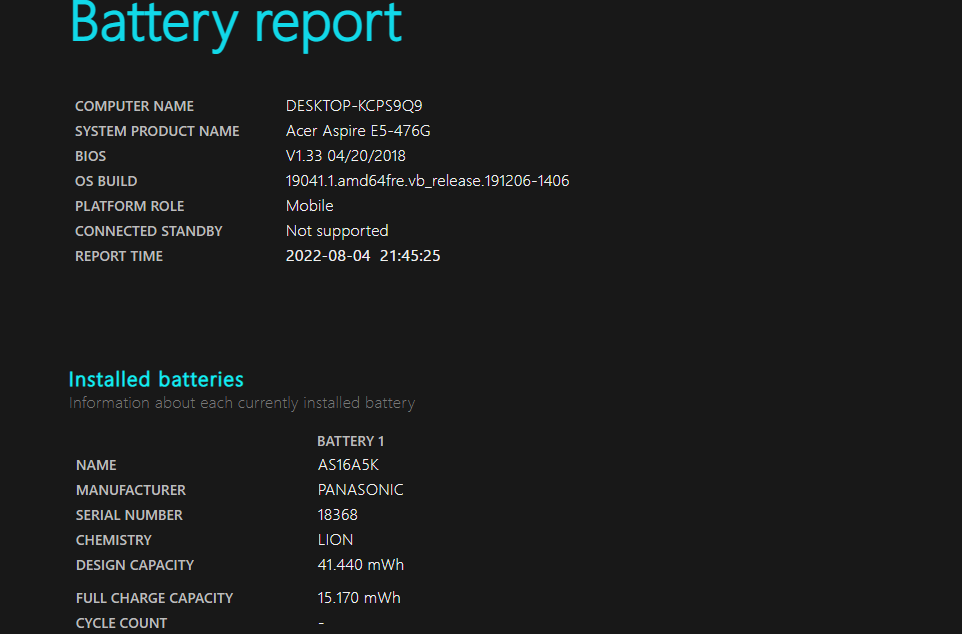 Battery report
COMPUTER NAME DESKTOP-KCPS9Q9
SYSTEM PRODUCT NAME Acer Aspire E5-476G
BIOS V1.33 04/20/2018
OS BUILD 19041.1.amd64fre.vb_release.191206-1406
PLATFORM ROLE Mobile
CONNECTED STANDBY Not supported
REPORT TIME 2022-08-04 21:45:25
Installed batteries
Information about each currently installed battery
BATTERY 1
NAME AS16A5K
MANUFACTURER PANASONIC
SERIAL NUMBER 18368
CHEMISTRY LION
DESIGN CAPACITY 41.440 mWh
FULL CHARGE CAPACITY 15.170 mWh
CYCLE COUNT -